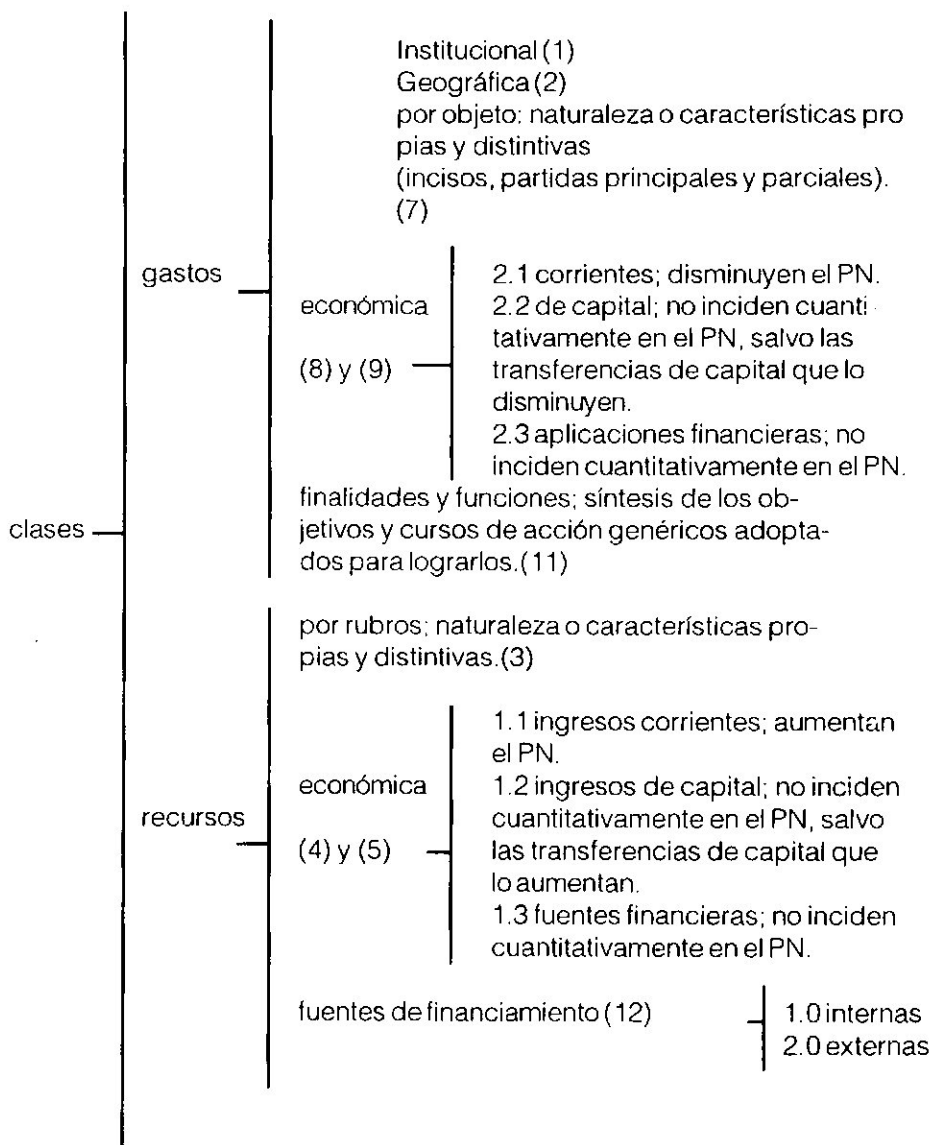 Institucional (1)
Geográfica (2)
por objeto: naturaleza o características pro
pias y distintivas
(incisos, partidas principales y parciales).
(7)
gastos
económica
(8) y (9)
2.1 corrientes; disminuyen el PN.
2.2 de capital; no inciden cuanti
tativamente en el PN, salvo las
transferencias de capital que lo
disminuyen.
2.3 aplicaciones financieras; no
inciden cuantitativamente en el PN.
finalidades y funciones; síntesis de los ob-
jetivos y cursos de acción genéricos adopta-
dos para lograrlos.(11)
clases
por rubros; naturaleza o características pro-
pias y distintivas.(3)
recursos
económica
(4) y (5)
1.1 ingresos corrientes; aumentan
el PN.
1.2 ingresos de capital; no inciden
cuantitativamente en el PN, salvo
las transferencias de capital que
lo aumentan.
1.3 fuentes financieras; no inciden
cuantitativamente en el PN.
fuentes de financiamiento (12)
1.0 internas
2.0 externas